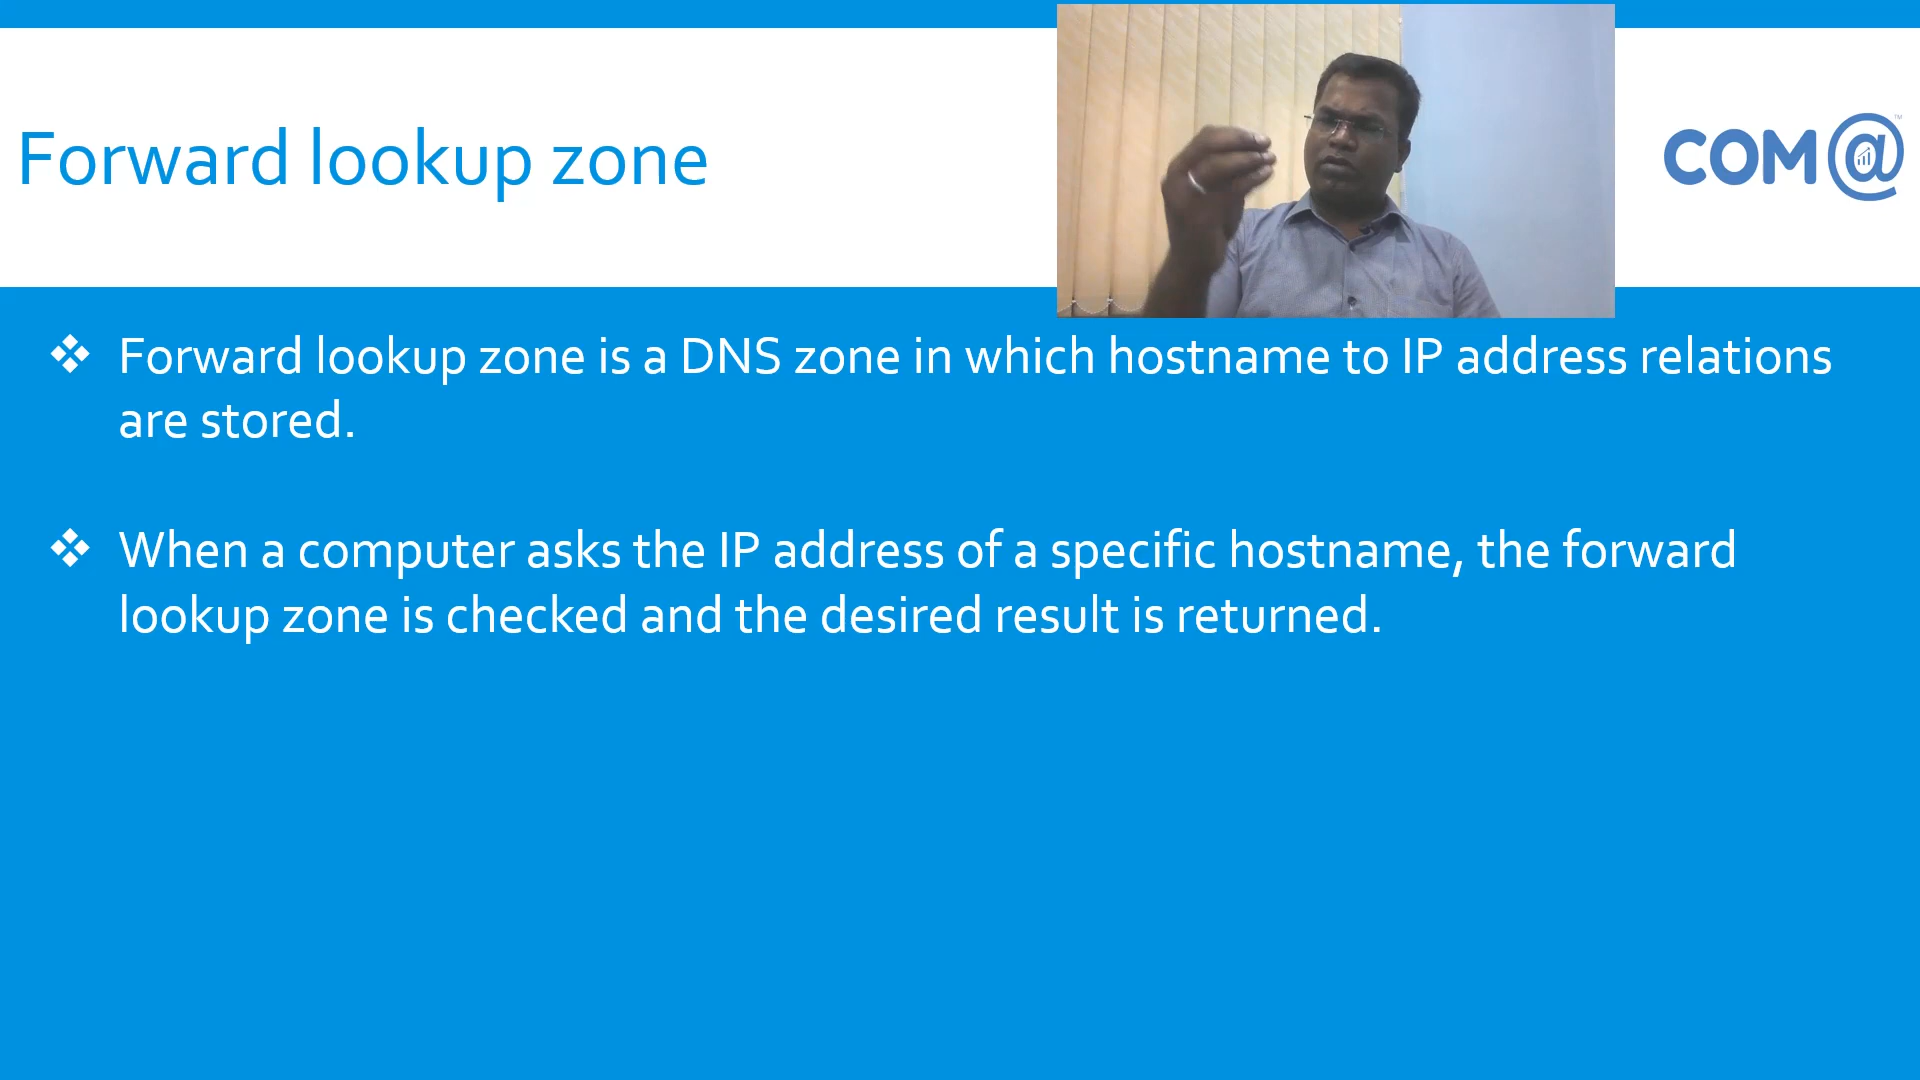 Forward lookup zone
COM@
TM
Forward lookup zone is a DNS zone in which hostname to IP address relations
are stored.
When a computer asks the IP address of a specific hostname, the forward
lookup zone is checked and the desired result is returned.